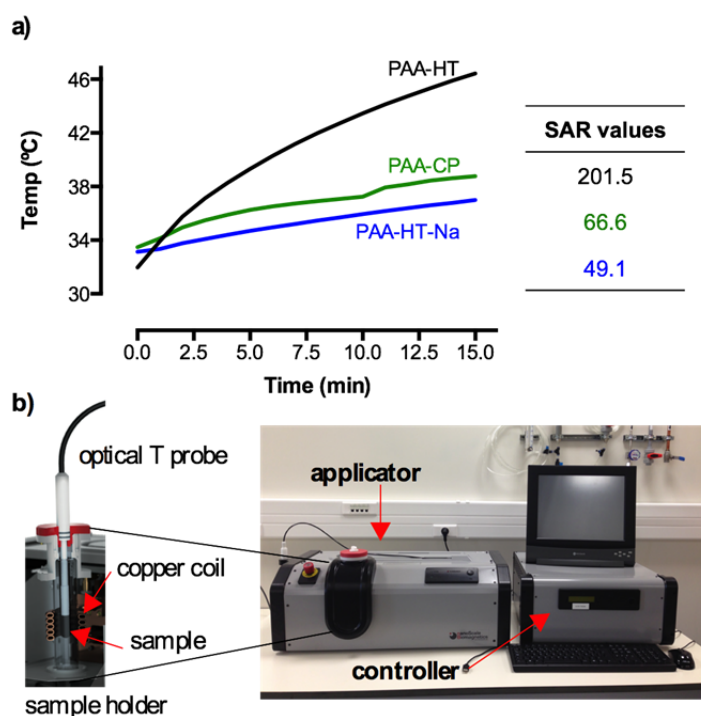 a)
46
42
38
34
30
Temp (ºC)
PAA-HT
PAA-CP
PAA-HT-Na
0.0 2.5 5.0 7.5 10.0 12.5 15.0
Time (min)
SAR values
201.5
66.6
49.1
b)
optical T probe
copper coil
sample
sample holder
applicator
controller